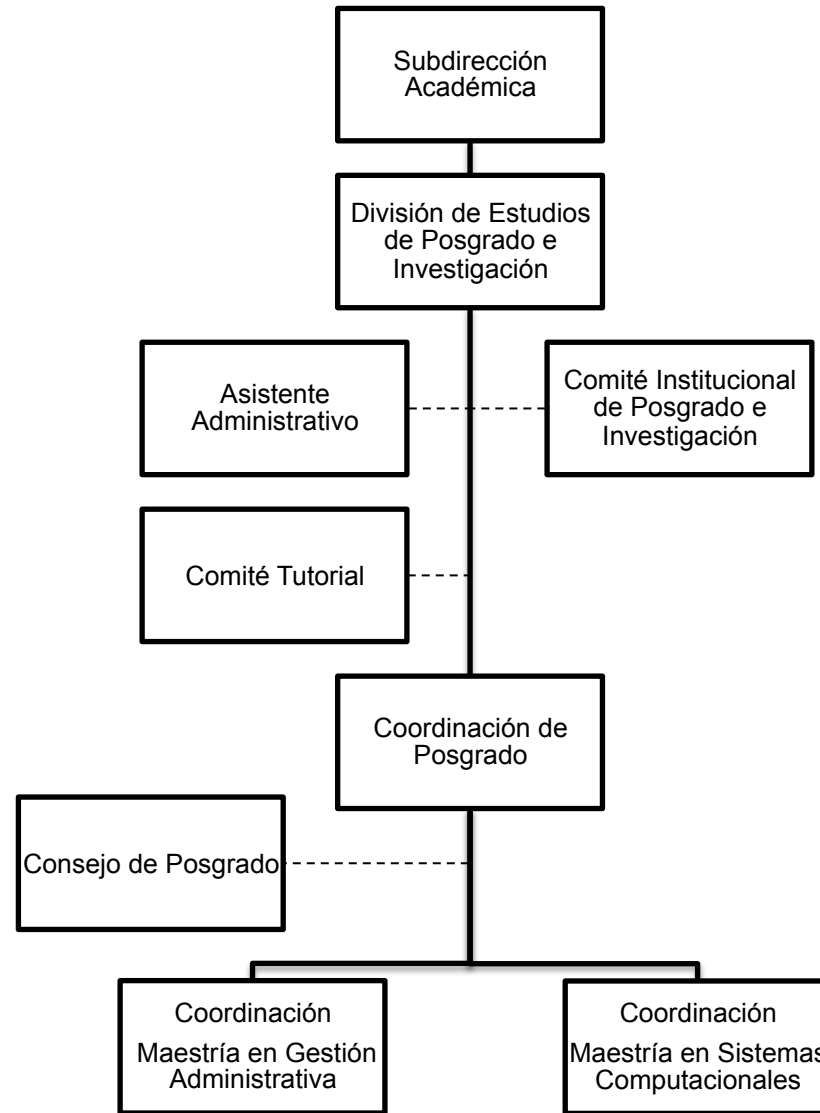 Subdirección
Académica
División de Estudios
de Posgrado e
Investigación
Asistente
Administrativo
Comité Institucional
de Posgrado e
Investigación
Comité Tutorial
Coordinación de
Posgrado
Consejo de Posgrado
Coordinación
Maestría en Gestión
Administrativa
Coordinación
Maestría en Sistemas
Computacionales